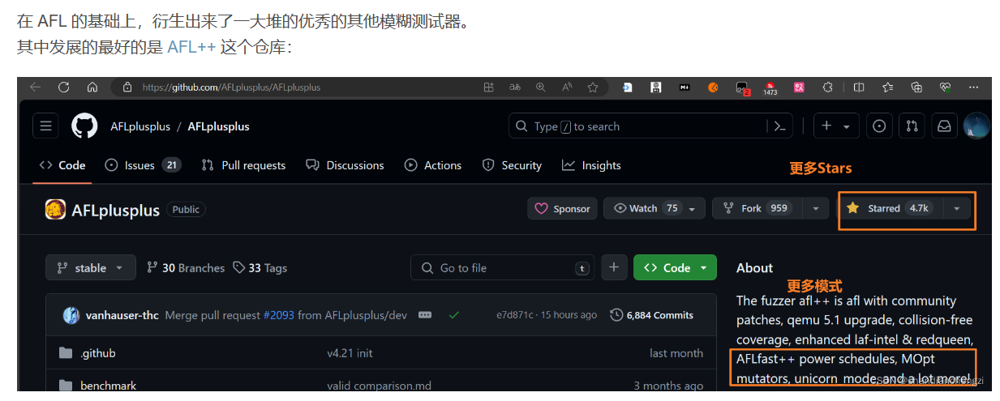 在 AFL 的基础上，衍生出来了一大堆的优秀的其他模糊测试器。
其中发展的最好的是 AFL++ 这个仓库：
https://github.com/AFLplusplus/AFLplusplus
2
1473
AFLplusplus / AFLplusplus
Type / to search
Code Issues 21 Pull requests Discussions Actions Security Insights
更多Stars
AFLplusplus Public Sponsor Watch 75 Fork 959 Starred 4.7k
stable 30 Branches 33 Tags Go to file t + Code
About
更多模式
The fuzzer afl++ is afl with community
patches, qemu 5.1 upgrade, collision-free
coverage, enhanced laf-intel & redqueen,
AFLfast++ power schedules, MOpt
mutators, unicorn_mode, and a lot more!
vanhauser-thc Merge pull request #2093 from AFLplusplus/dev e7d871c · 15 hours ago 6,884 Commits
.github v4.21 init last month
benchmark valid comparison.md 3 months ago